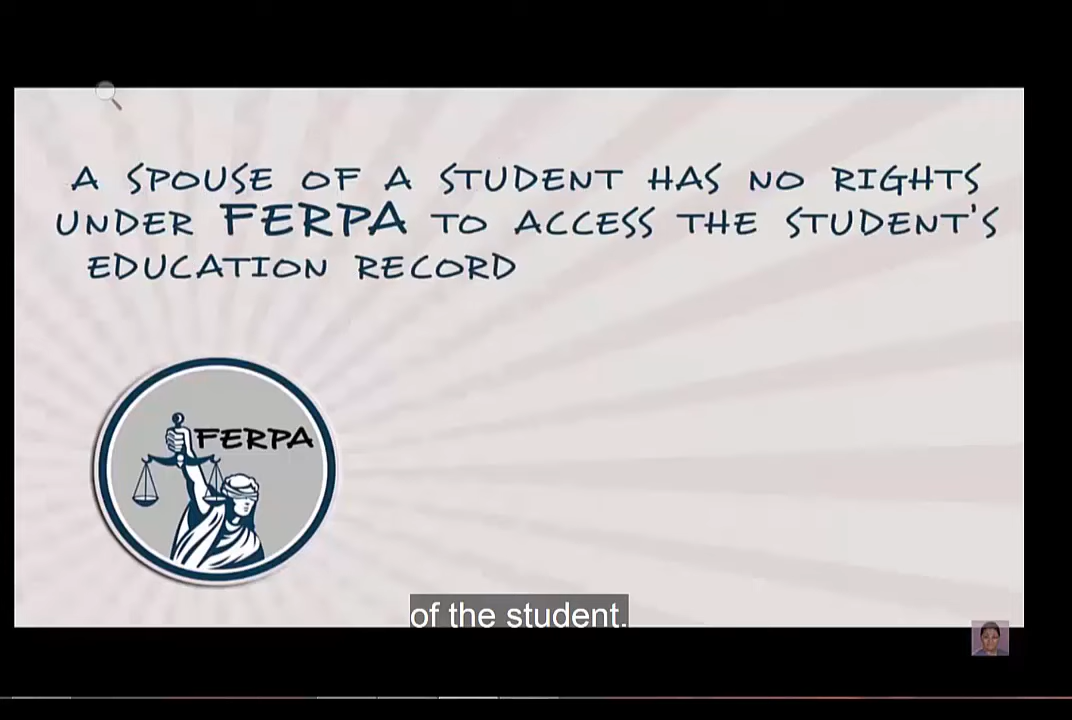 A SPOUSE OF A STUDENT HAS NO RIGHTS
UNDER FERPA TO ACCESS THE STUDENT'S
EDUCATION RECORD
FERPA
of the student.